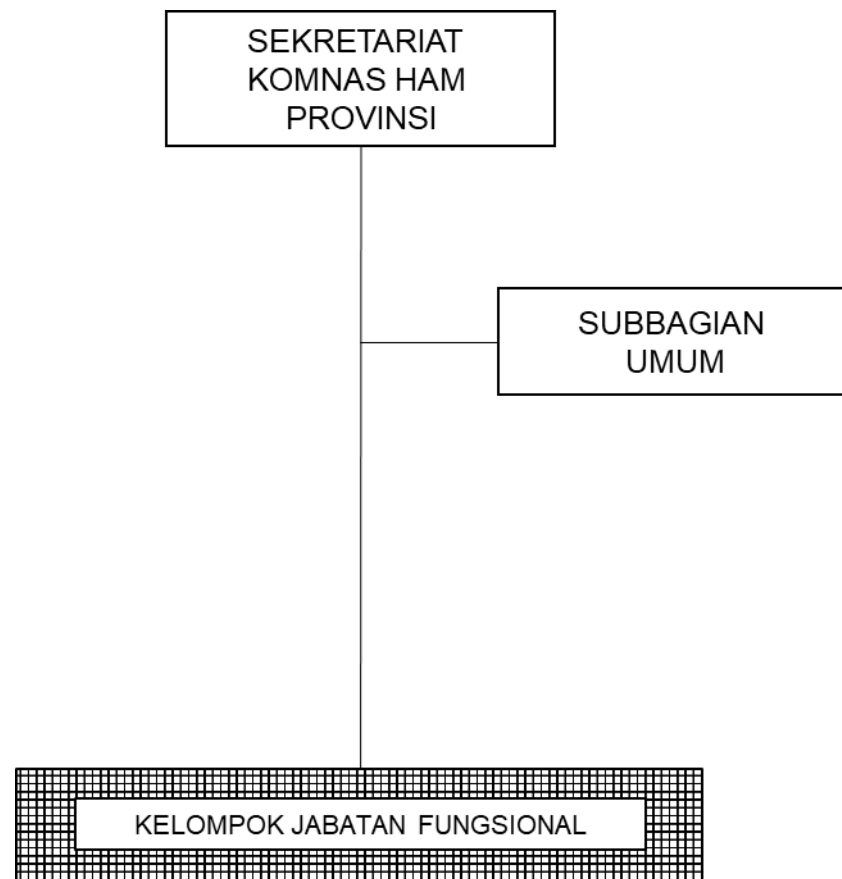 SEKRETARIAT
KOMNAS HAM
PROVINSI
SUBBAGIAN
UMUM
KELOMPOK JABATAN FUNGSIONAL